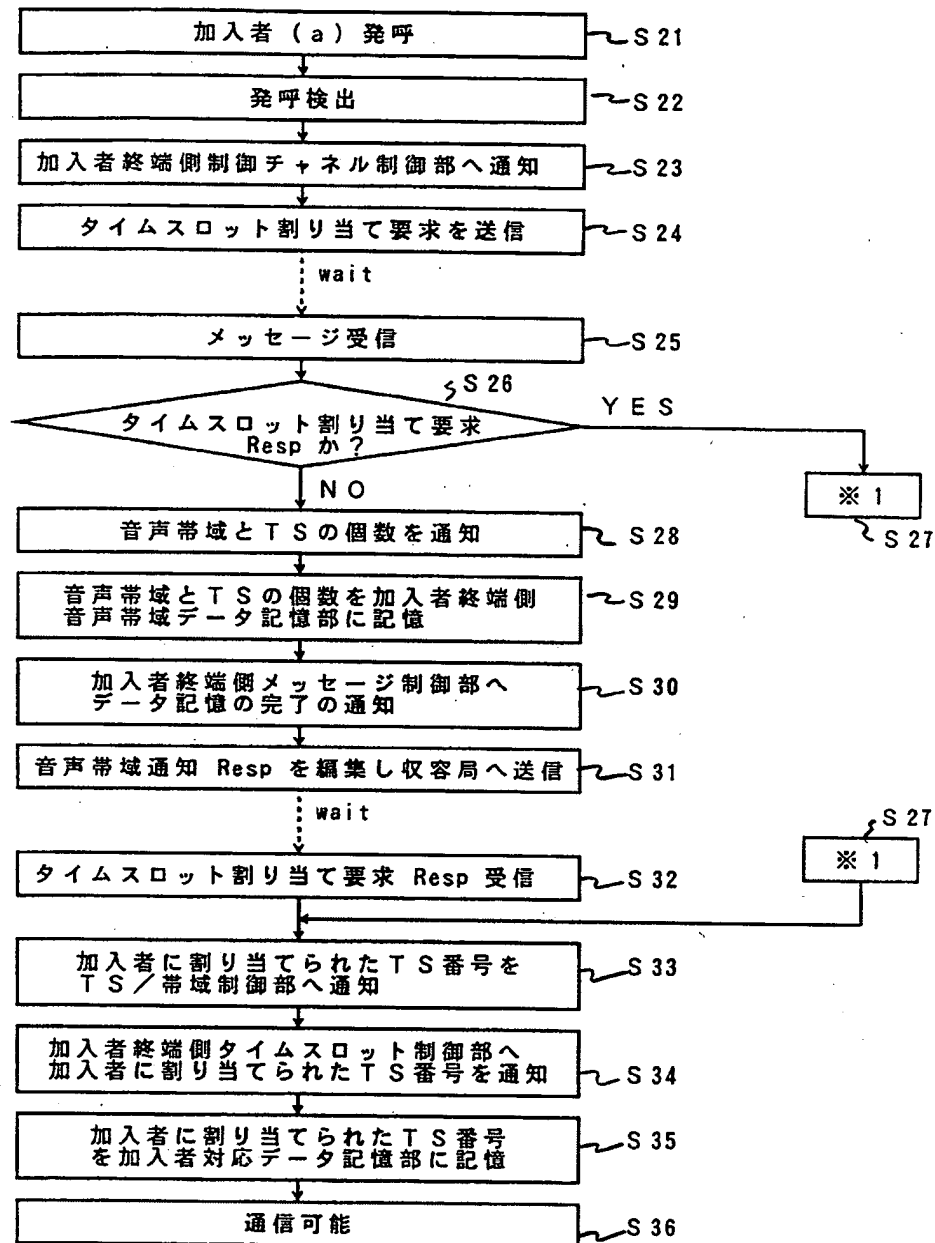 加入者（a）発呼
S21
発呼検出
S22
加入者終端側制御チャネル制御部へ通知
S23
タイムスロット割り当て要求を送信
S24
wait
メッセージ受信
S25
S26
タイムスロット割り当て要求
Resp か？
YES
※1
S27
NO
音声帯域とTSの個数を通知
S28
音声帯域とTSの個数を加入者終端側
音声帯域データ記憶部に記憶
S29
加入者終端側メッセージ制御部へ
データ記憶の完了の通知
S30
音声帯域通知 Resp を編集し収容局へ送信
S31
wait
S27
※1
タイムスロット割り当て要求 Resp 受信
S32
加入者に割り当てられたTS番号を
TS／帯域制御部へ通知
S33
加入者終端側タイムスロット制御部へ
加入者に割り当てられたTS番号を通知
S34
加入者に割り当てられたTS番号
を加入者対応データ記憶部に記憶
S35
通信可能
S36